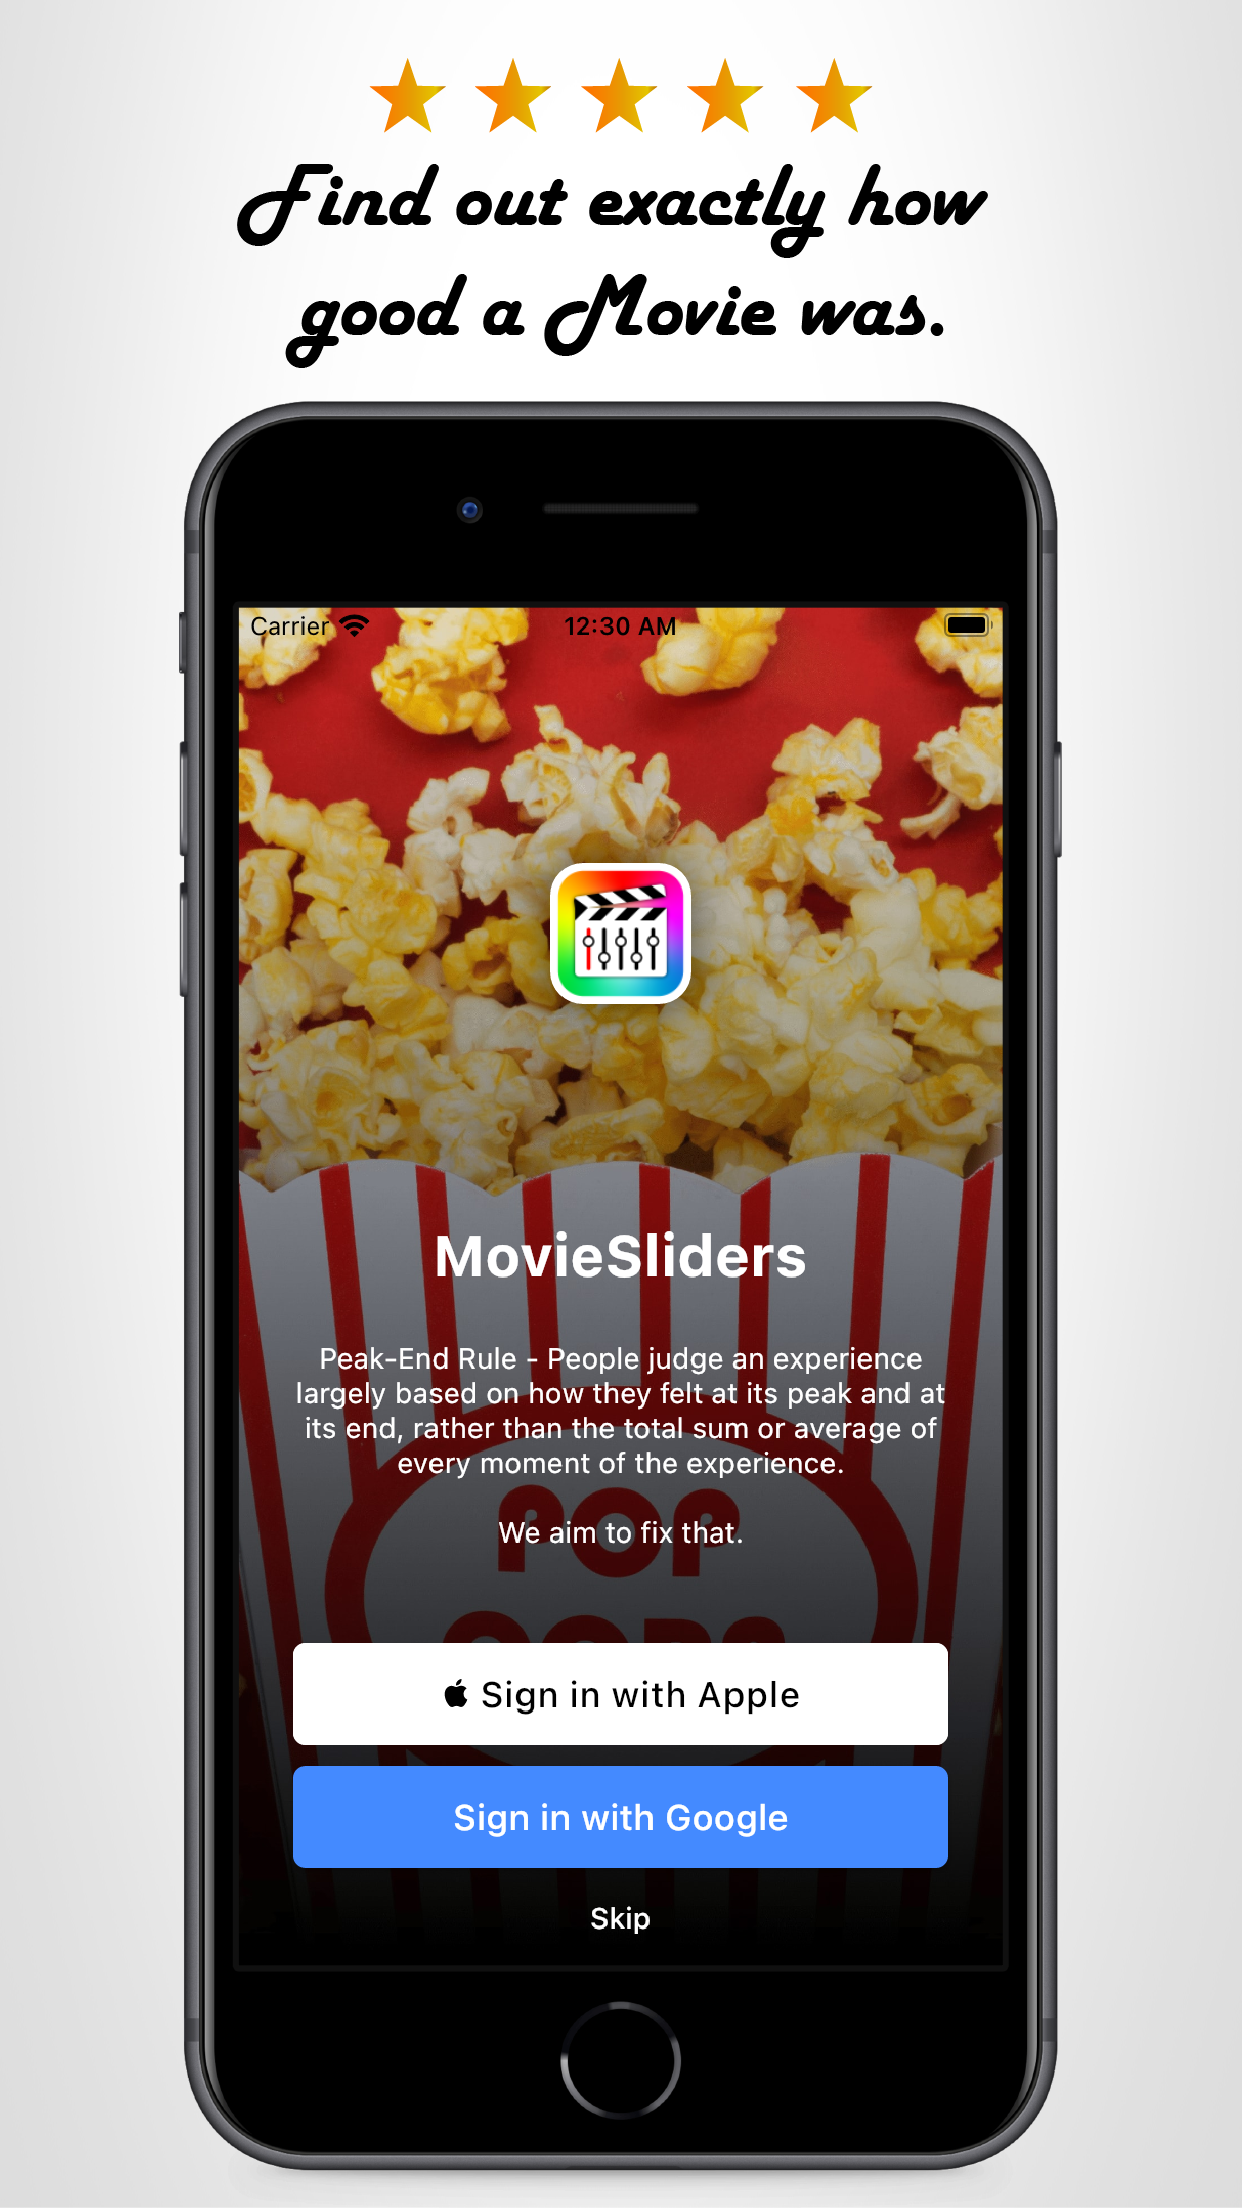 Find out exactly how
good a Movie was.
Carrier 12:30 AM
MovieSliders
Peak-End Rule - People judge an experience
largely based on how they felt at its peak and at
its end, rather than the total sum or average of
every moment of the experience.
POP
We aim to fix that.
Sign in with Apple
Sign in with Google
Skip